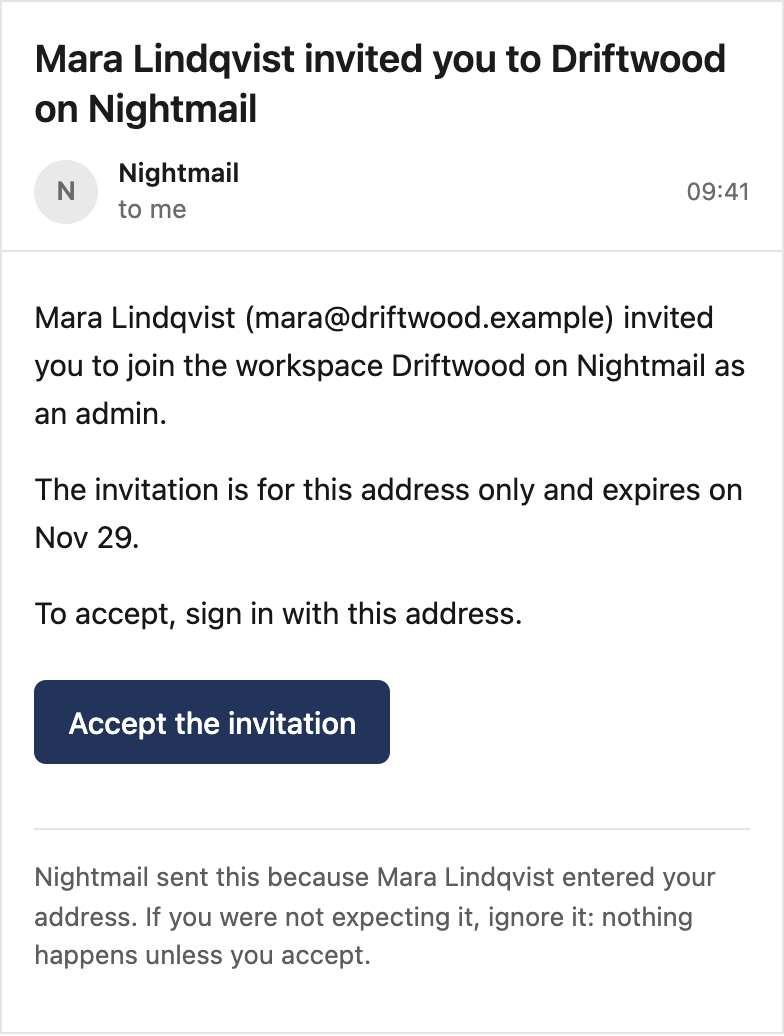 Mara Lindqvist invited you to Driftwood
on Nightmail
N
Nightmail
to me
09:41
Mara Lindqvist (mara@driftwood.example) invited
you to join the workspace Driftwood on Nightmail as
an admin.
The invitation is for this address only and expires on
Nov 29.
To accept, sign in with this address.
Accept the invitation
Nightmail sent this because Mara Lindqvist entered your
address. If you were not expecting it, ignore it: nothing
happens unless you accept.